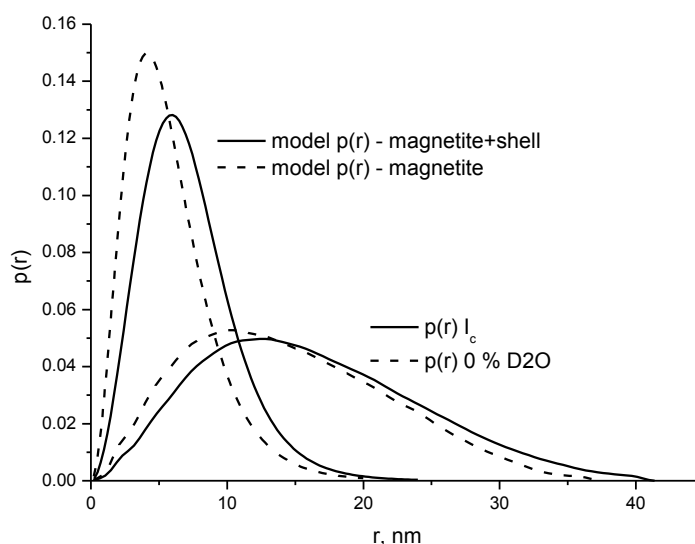 0.16
0.14
0.12
0.10
0.08
0.06
0.04
0.02
0.00
p(r)
model p(r) - magnetite+shell
model p(r) - magnetite
p(r) I_c
p(r) 0 % D2O
0 10 20 30 40
r, nm